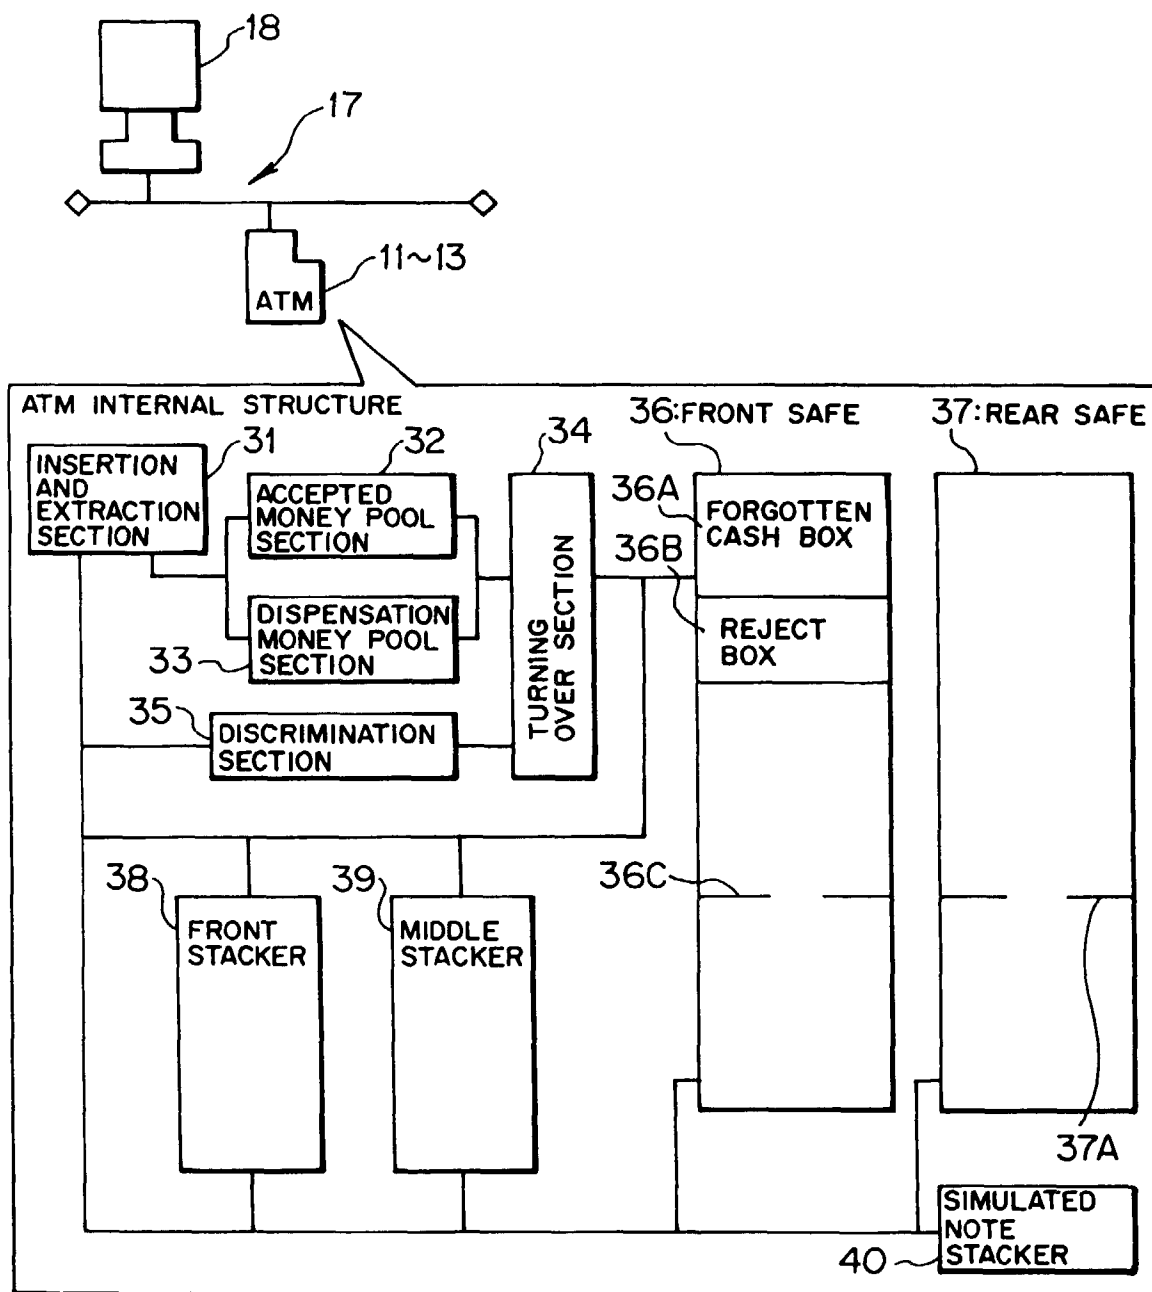 18
17
11~13
ATM
ATM INTERNAL STRUCTURE
36:FRONT SAFE
37:REAR SAFE
31
INSERTION
AND
EXTRACTION
SECTION
32
ACCEPTED
MONEY POOL
SECTION
34
TURNING
OVER SECTION
36A
FORGOTTEN
CASH BOX
36B
REJECT
BOX
DISPENSATION
MONEY POOL
SECTION
33
35
DISCRIMINATION
SECTION
36C
38
FRONT
STACKER
39
MIDDLE
STACKER
37A
SIMULATED
NOTE
STACKER
40